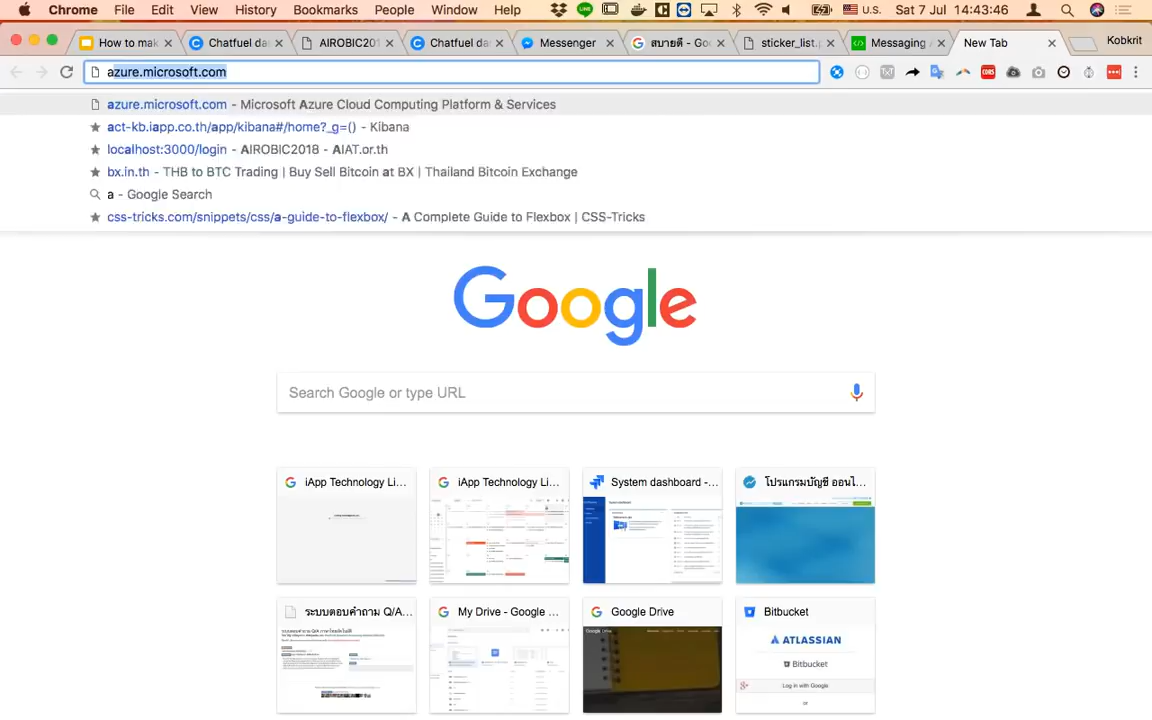 Chrome File Edit View History Bookmarks People Window Help U.S. Sat 7 Jul 14:43:46
How to mak Chatfuel da AIROBIC201 Chatfuel da Messenger สบายดี - Go sticker_list.p Messaging New Tab Kobkrit
azure.microsoft.com
azure.microsoft.com - Microsoft Azure Cloud Computing Platform & Services
act-kb.iapp.co.th/app/kibana#/home?_g=() - Kibana
localhost:3000/login - AIROBIC2018 - AIAT.or.th
bx.in.th - THB to BTC Trading | Buy Sell Bitcoin at BX | Thailand Bitcoin Exchange
a - Google Search
css-tricks.com/snippets/css/a-guide-to-flexbox/ - A Complete Guide to Flexbox | CSS-Tricks
Google
Search Google or type URL
iApp Technology Li... iApp Technology Li... System dashboard -... โปรแกรมบัญชี ออนไ...
ระบบตอบคำถาม Q/A... My Drive - Google ... Google Drive Bitbucket
ATLASSIAN
Bitbucket
Log in with Google
or